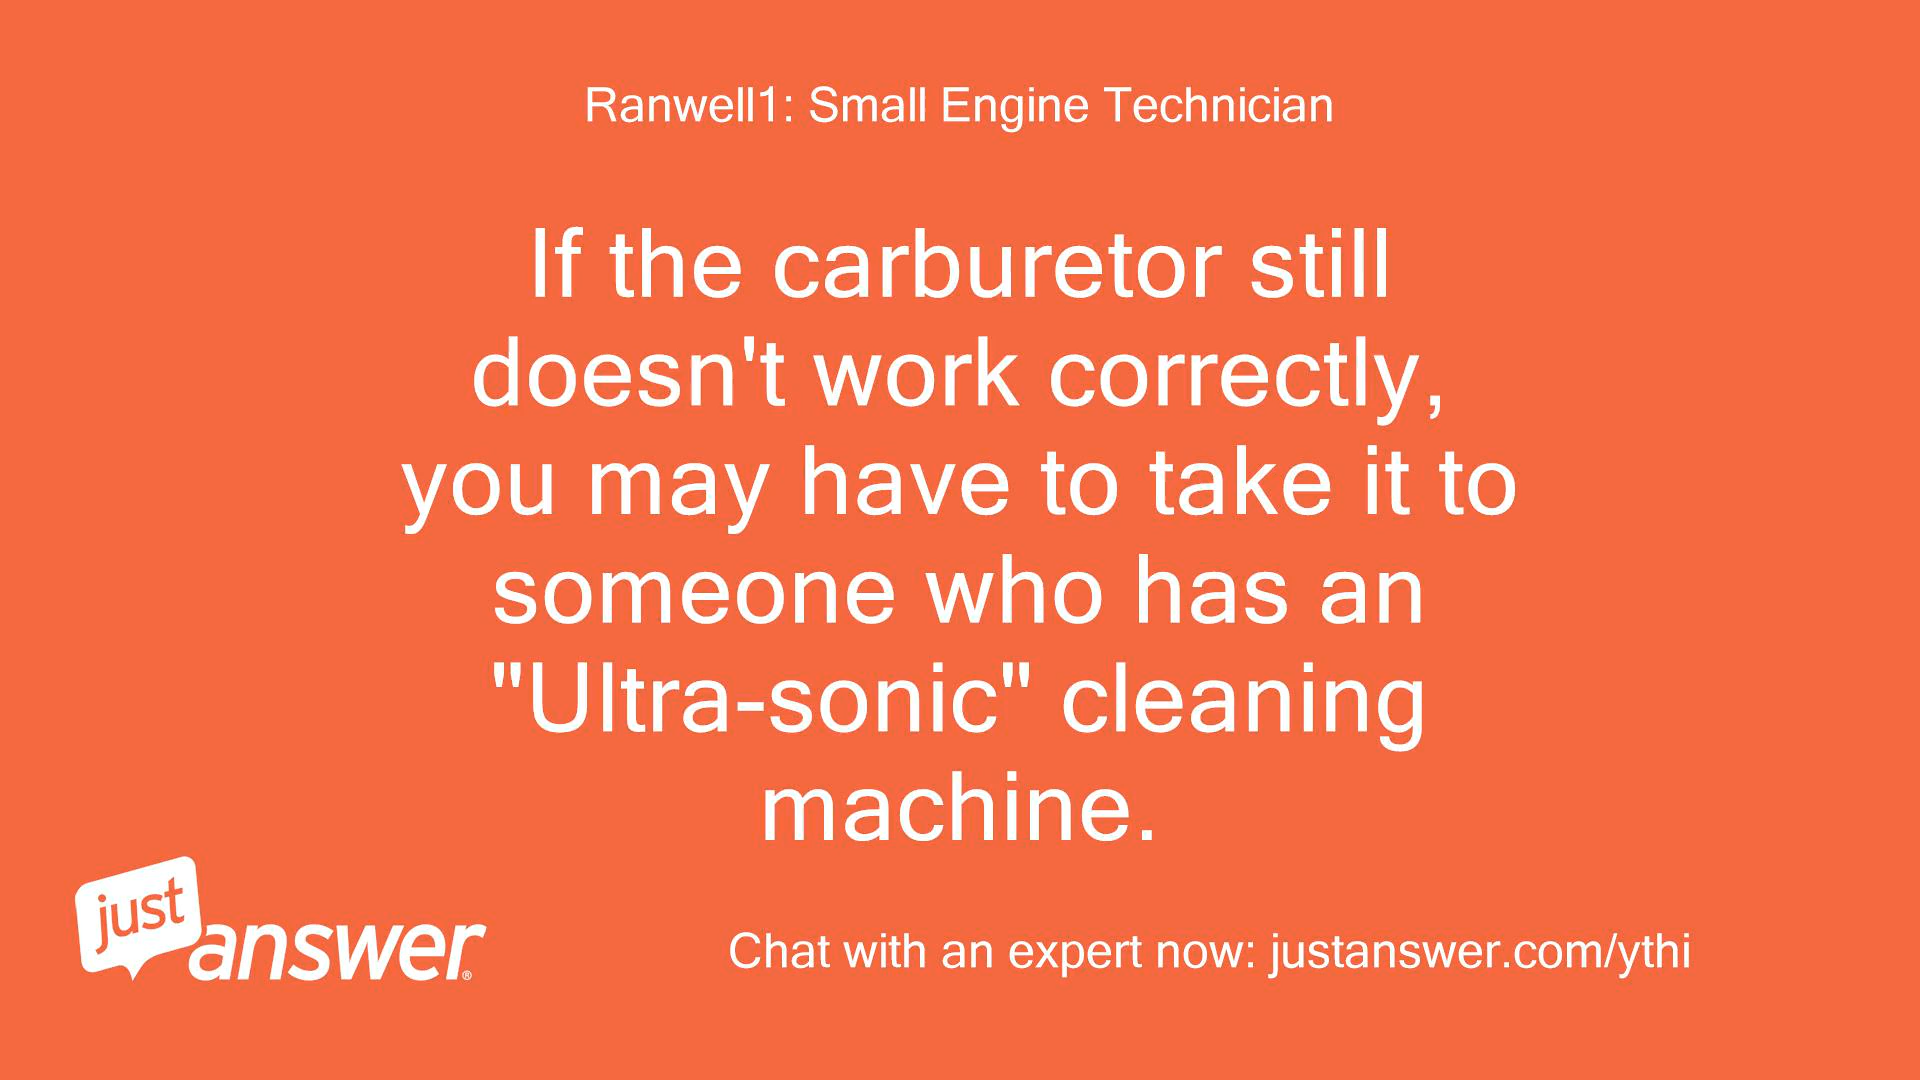 Ranwell1: Small Engine Technician
If the carburetor still
doesn't work correctly,
you may have to take it to
someone who has an
"Ultra-sonic" cleaning
machine.
just
answer®
Chat with an expert now: justanswer.com/ythi